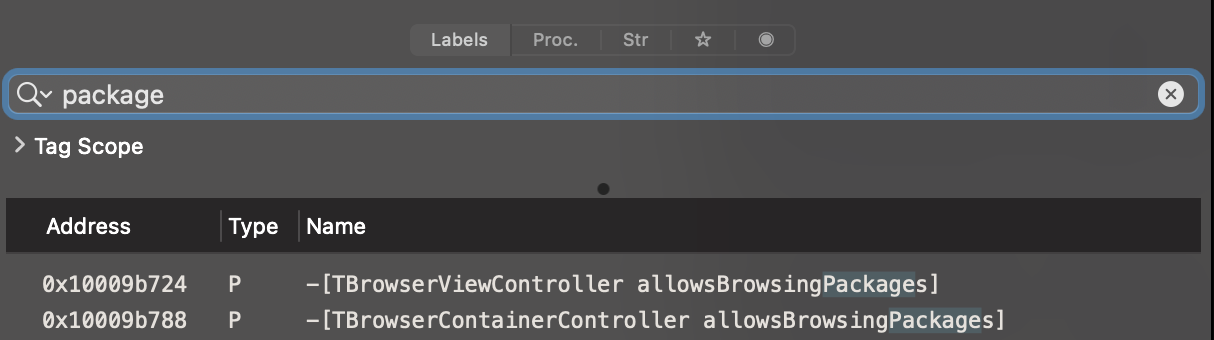 Labels Proc. Str
package
Tag Scope
Address Type Name
0x10009b724 P -[TBrowserViewController allowsBrowsingPackages]
0x10009b788 P -[TBrowserContainerController allowsBrowsingPackages]